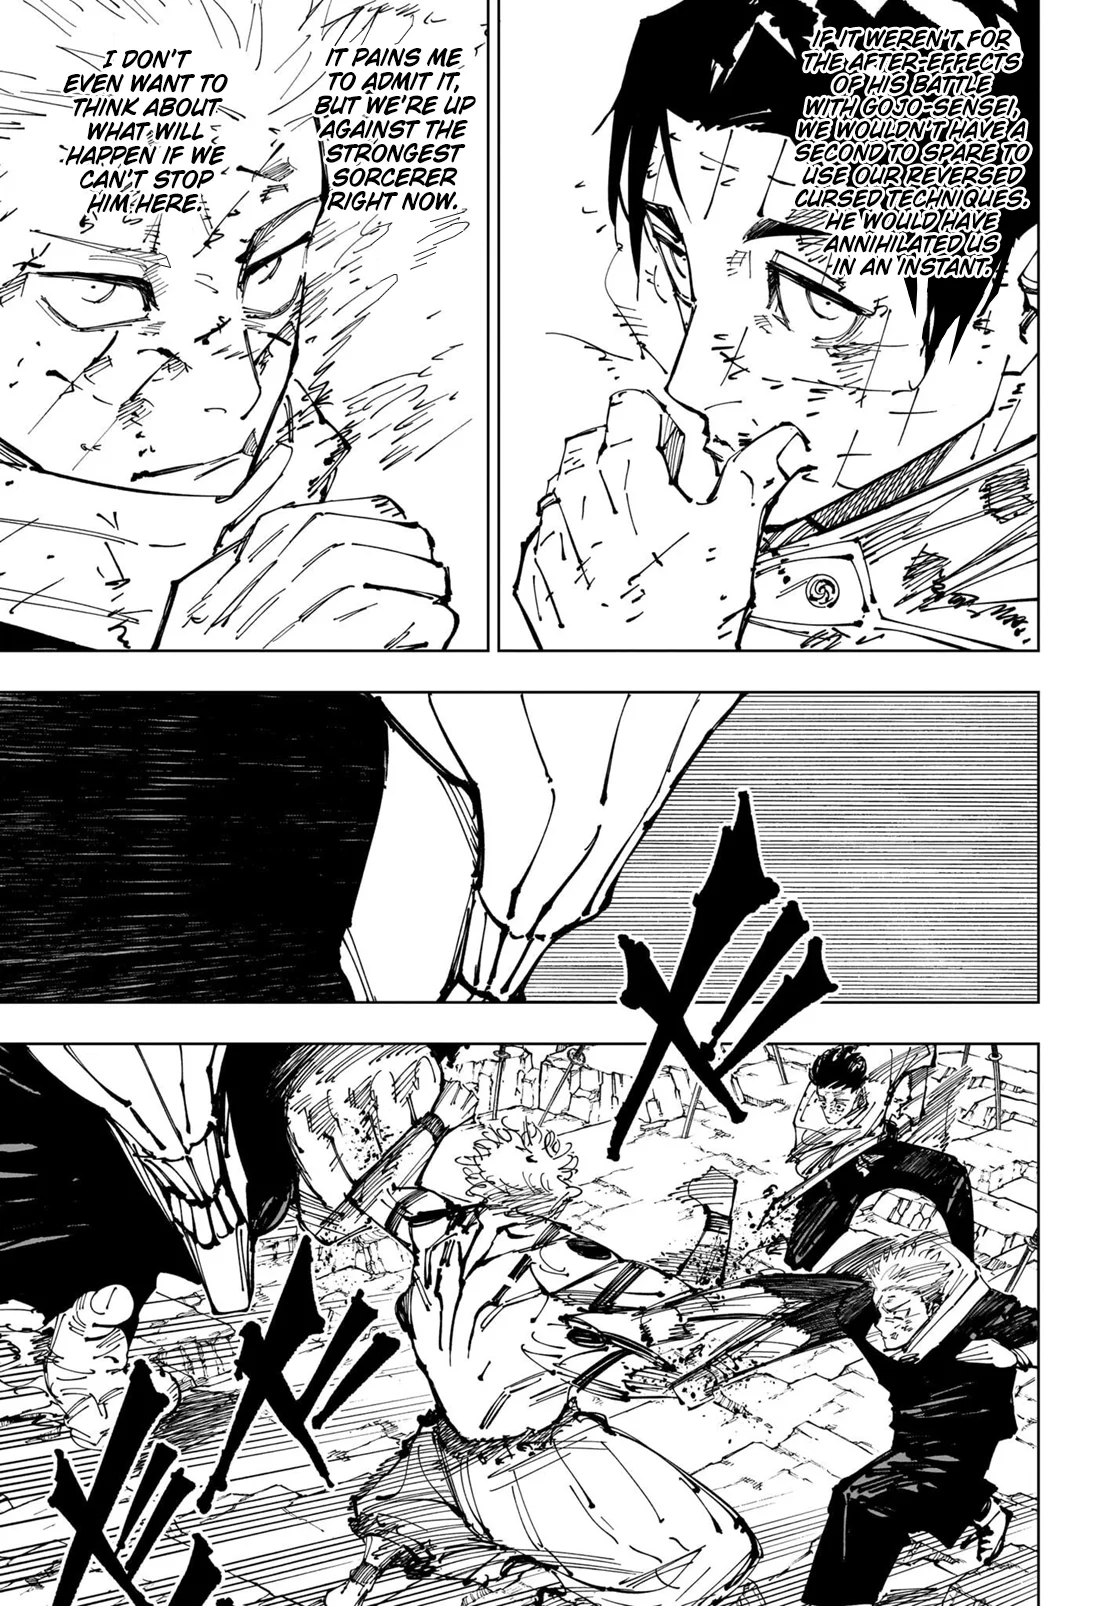 IF IT WEREN'T FOR
THE AFTER-EFFECTS
OF HIS BATTLE
WITH GOJO-SENSEI,
WE WOULDN'T HAVE A
SECOND TO SPARE TO
USE OUR REVERSED
CURSED TECHNIQUES.
HE WOULD HAVE
ANNIHILATED US
IN AN INSTANT.
IT PAINS ME
TO ADMIT IT,
BUT WE'RE UP
AGAINST THE
STRONGEST
SORCERER
RIGHT NOW.
I DON'T
EVEN WANT TO
THINK ABOUT
WHAT WILL
HAPPEN IF WE
CAN'T STOP
HIM HERE.